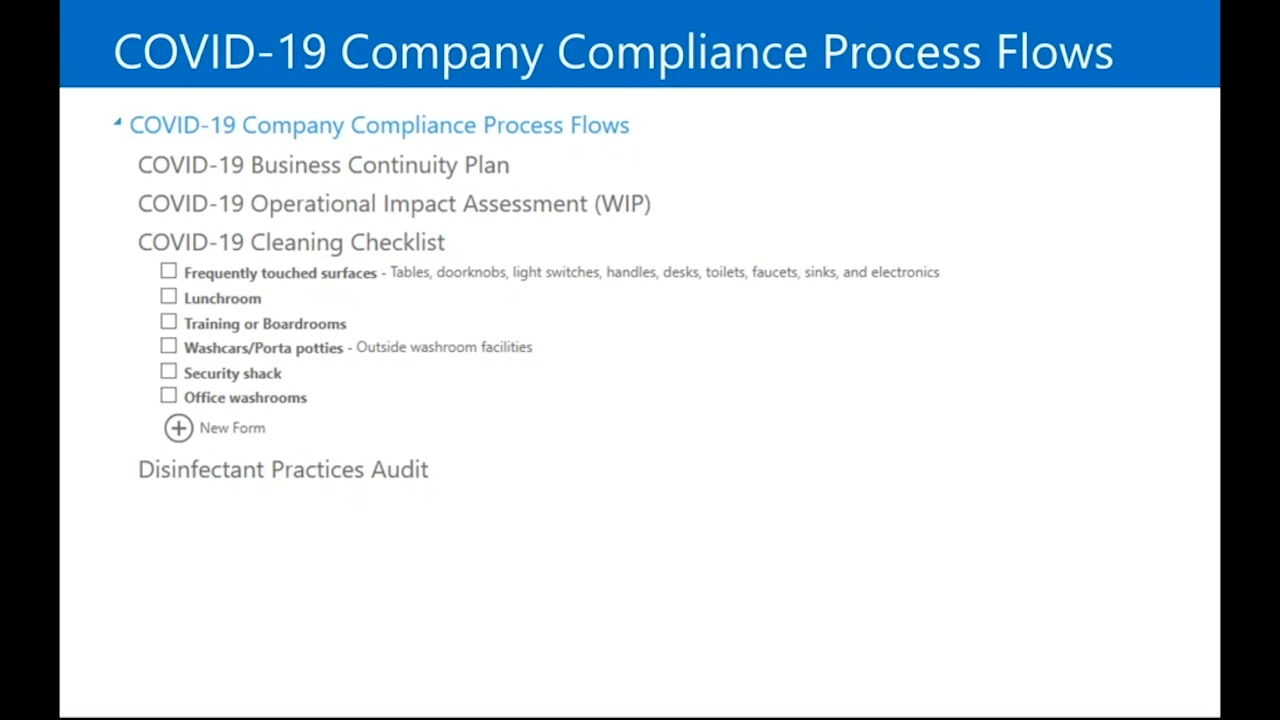 COVID-19 Company Compliance Process Flows
COVID-19 Company Compliance Process Flows
COVID-19 Business Continuity Plan
COVID-19 Operational Impact Assessment (WIP)
COVID-19 Cleaning Checklist
Frequently touched surfaces - Tables, doorknobs, light switches, handles, desks, toilets, faucets, sinks, and electronics
Lunchroom
Training or Boardrooms
Washcars/Porta potties - Outside washroom facilities
Security shack
Office washrooms
New Form
Disinfectant Practices Audit